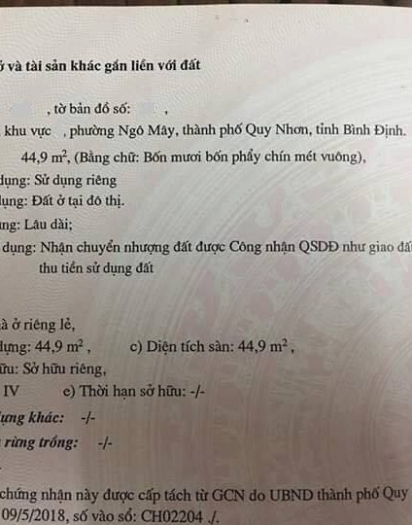 ở và tài sản khác gắn liền với đất
, tờ bản đồ số: ,
khu vực , phường Ngô Mây, thành phố Quy Nhơn, tỉnh Bình Định.
44,9 m², (Bằng chữ: Bốn mươi bốn phẩy chín mét vuông),
dụng: Sử dụng riêng
dụng: Đất ở tại đô thị.
ụng: Lâu dài;
dụng: Nhận chuyển nhượng đất được Công nhận QSDĐ như giao đất
thu tiền sử dụng đất
à ở riêng lẻ,
dựng: 44,9 m² , c) Diện tích sàn: 44,9 m² ,
ữu: Sở hữu riêng,
IV e) Thời hạn sở hữu: -/-
dựng khác: -/-
rừng trồng: -/-
chứng nhận này được cấp tách từ GCN do UBND thành phố Quy
09/5/2018, số vào sổ: CH02204 ./.